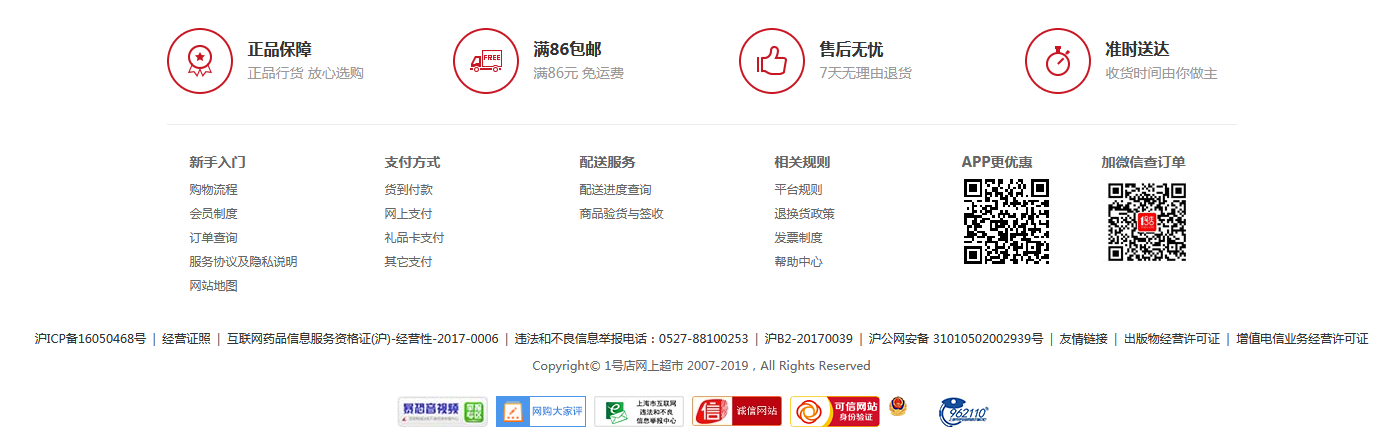 正品保障
正品行货 放心选购
FREE
满86包邮
满86元 免运费
售后无忧
7天无理由退货
准时送达
收货时间由你做主
新手入门
购物流程
会员制度
订单查询
服务协议及隐私说明
网站地图
支付方式
货到付款
网上支付
礼品卡支付
其它支付
配送服务
配送进度查询
商品验货与签收
相关规则
平台规则
退换货政策
发票制度
帮助中心
APP更优惠
加微信查订单
沪ICP备16050468号 | 经营证照 | 互联网药品信息服务资格证(沪)-经营性-2017-0006 | 违法和不良信息举报电话：0527-88100253 | 沪B2-20170039 | 沪公网安备 31010502002939号 | 友情链接 | 出版物经营许可证 | 增值电信业务经营许可证
Copyright© 1号店网上超市 2007-2019，All Rights Reserved
暴恐音视频
举报专区
网购大家评
上海市互联网
违法和不良
信息举报中心
信
诚信网站
可信网站
身份验证
962110